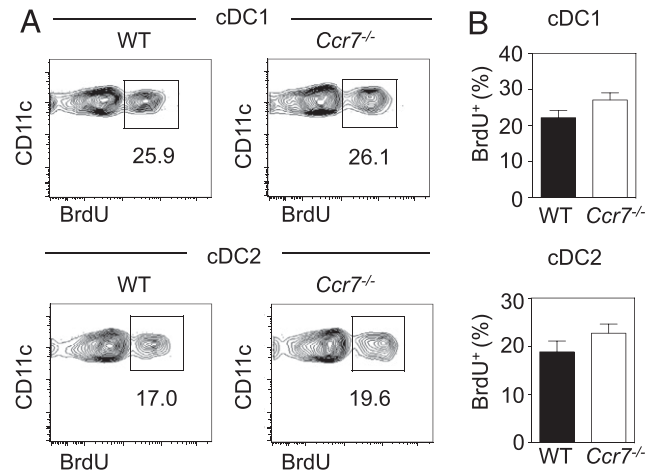 A
cDC1
WT
Ccr7-/-
CD11c
25.9
CD11c
26.1
BrdU
BrdU
cDC2
WT
Ccr7-/-
CD11c
17.0
CD11c
19.6
BrdU
BrdU
B
cDC1
BrdU+ (%)
40
30
20
10
0
WT Ccr7-/-
cDC2
BrdU+ (%)
30
20
10
0
WT Ccr7-/-